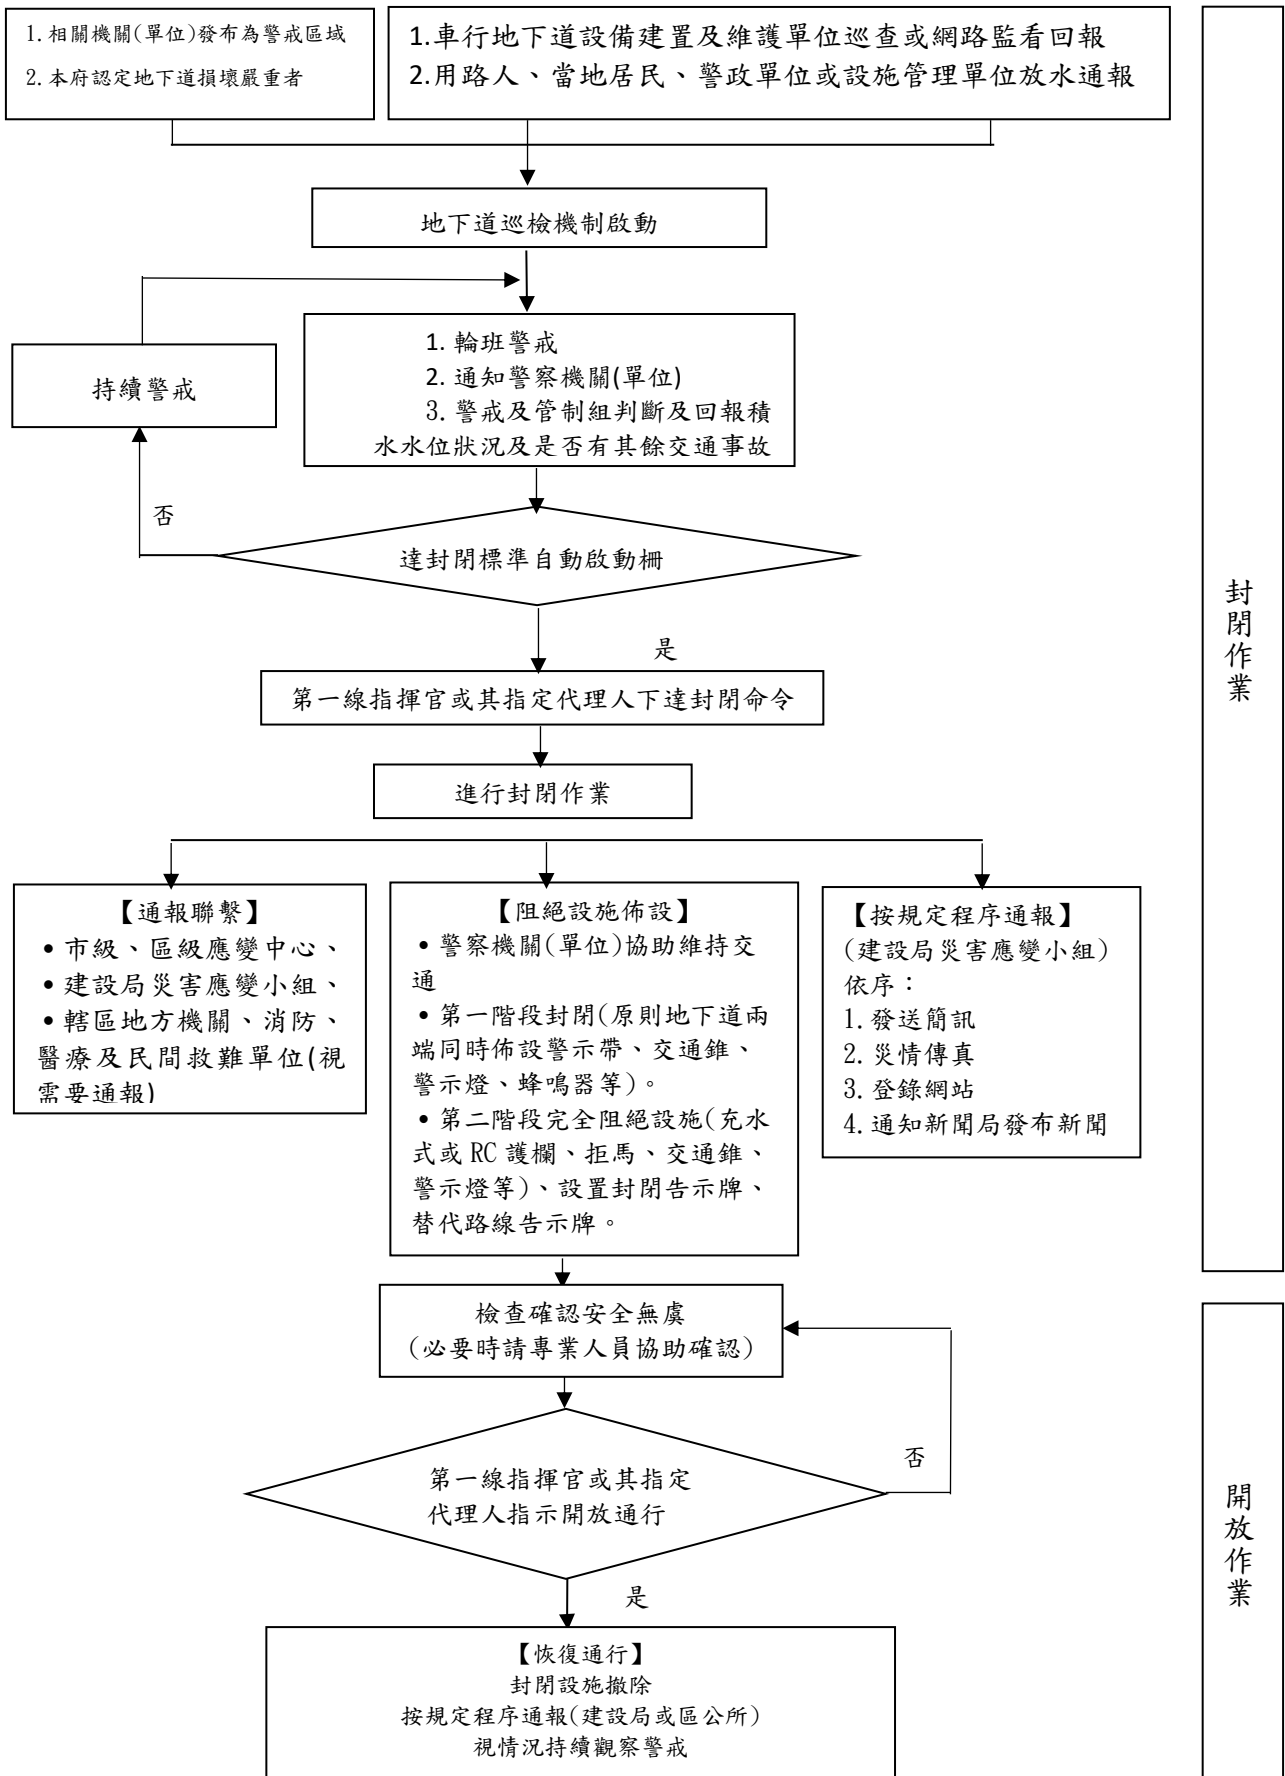 1.相關機關(單位)發布為警戒區域
2.本府認定地下道損壞嚴重者
1.車行地下道設備建置及維護單位巡查或網路監看回報
2.用路人、當地居民、警政單位或設施管理單位放水通報
地下道巡檢機制啟動
1. 輪班警戒
2. 通知警察機關(單位)
3. 警戒及管制組判斷及回報積
水水位狀況及是否有其餘交通事故
持續警戒
否
達封閉標準自動啟動柵
是
第一線指揮官或其指定代理人下達封閉命令
進行封閉作業
【通報聯繫】
•市級、區級應變中心、
•建設局災害應變小組、
•轄區地方機關、消防、
醫療及民間救難單位(視
需要通報)
【阻絕設施佈設】
•警察機關(單位)協助維持交
通
•第一階段封閉(原則地下道兩
端同時佈設警示帶、交通錐、
警示燈、蜂鳴器等)。
•第二階段完全阻絕設施(充水
式或 RC 護欄、拒馬、交通錐、
警示燈等)、設置封閉告示牌、
替代路線告示牌。
【按規定程序通報】
(建設局災害應變小組)
依序：
1.發送簡訊
2.災情傳真
3.登錄網站
4.通知新聞局發布新聞
封閉作業
檢查確認安全無虞
(必要時請專業人員協助確認)
第一線指揮官或其指定
代理人指示開放通行
否
是
【恢復通行】
封閉設施撤除
按規定程序通報(建設局或區公所)
視情況持續觀察警戒
開放作業